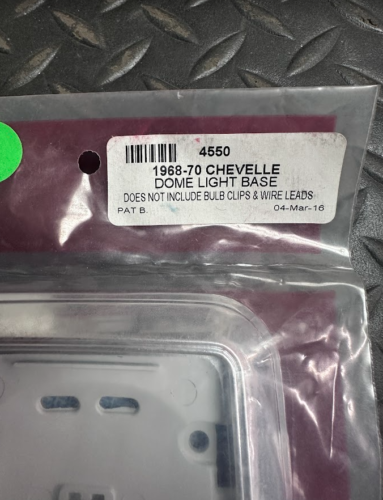 4550
1968-70 CHEVELLE
DOME LIGHT BASE
DOES NOT INCLUDE BULB CLIPS & WIRE LEADS
PAT B. 04-Mar-16